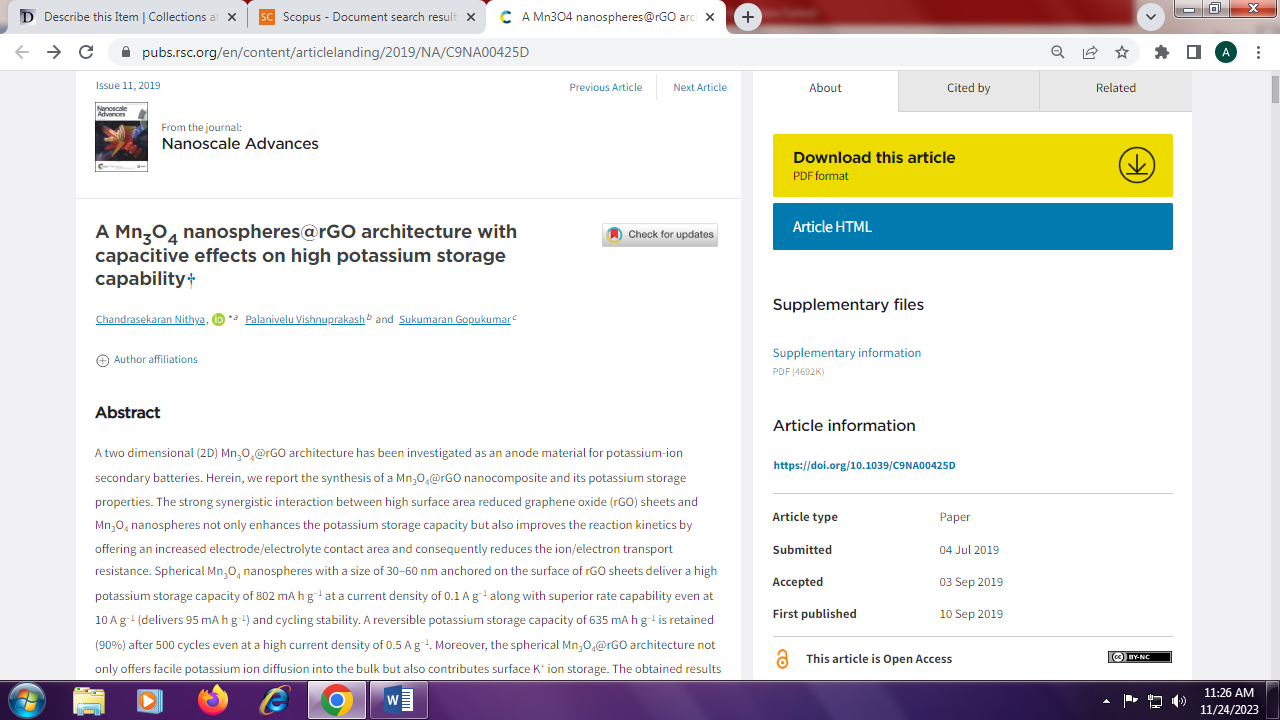 Describe this Item | Collections at
Scopus - Document search result
A Mn3O4 nanospheres@rGO arc
pubs.rsc.org/en/content/articlelanding/2019/NA/C9NA00425D
A
Issue 11, 2019
Previous Article
Next Article
Nanoscale Advances
From the journal:
Nanoscale Advances
A Mn3O4 nanospheres@rGO architecture with
capacitive effects on high potassium storage
capability†
Check for updates
Chandrasekaran Nithya, iD *a Palanivelu Vishnuprakash b and Sukumaran Gopukumar c
Author affiliations
Abstract
A two dimensional (2D) Mn3O4@rGO architecture has been investigated as an anode material for potassium-ion
secondary batteries. Herein, we report the synthesis of a Mn3O4@rGO nanocomposite and its potassium storage
properties. The strong synergistic interaction between high surface area reduced graphene oxide (rGO) sheets and
Mn3O4 nanospheres not only enhances the potassium storage capacity but also improves the reaction kinetics by
offering an increased electrode/electrolyte contact area and consequently reduces the ion/electron transport
resistance. Spherical Mn3O4 nanospheres with a size of 30–60 nm anchored on the surface of rGO sheets deliver a high
potassium storage capacity of 802 mA h g−1 at a current density of 0.1 A g−1 along with superior rate capability even at
10 A g−1 (delivers 95 mA h g−1) and cycling stability. A reversible potassium storage capacity of 635 mA h g−1 is retained
(90%) after 500 cycles even at a high current density of 0.5 A g−1. Moreover, the spherical Mn3O4@rGO architecture not
only offers facile potassium ion diffusion into the bulk but also contributes surface K+ ion storage. The obtained results
About
Cited by
Related
Download this article
PDF format
Article HTML
Supplementary files
Supplementary information
PDF (4692K)
Article information
https://doi.org/10.1039/C9NA00425D
Article type Paper
Submitted 04 Jul 2019
Accepted 03 Sep 2019
First published 10 Sep 2019
This article is Open Access
cc BY-NC
11:26 AM
11/24/2023